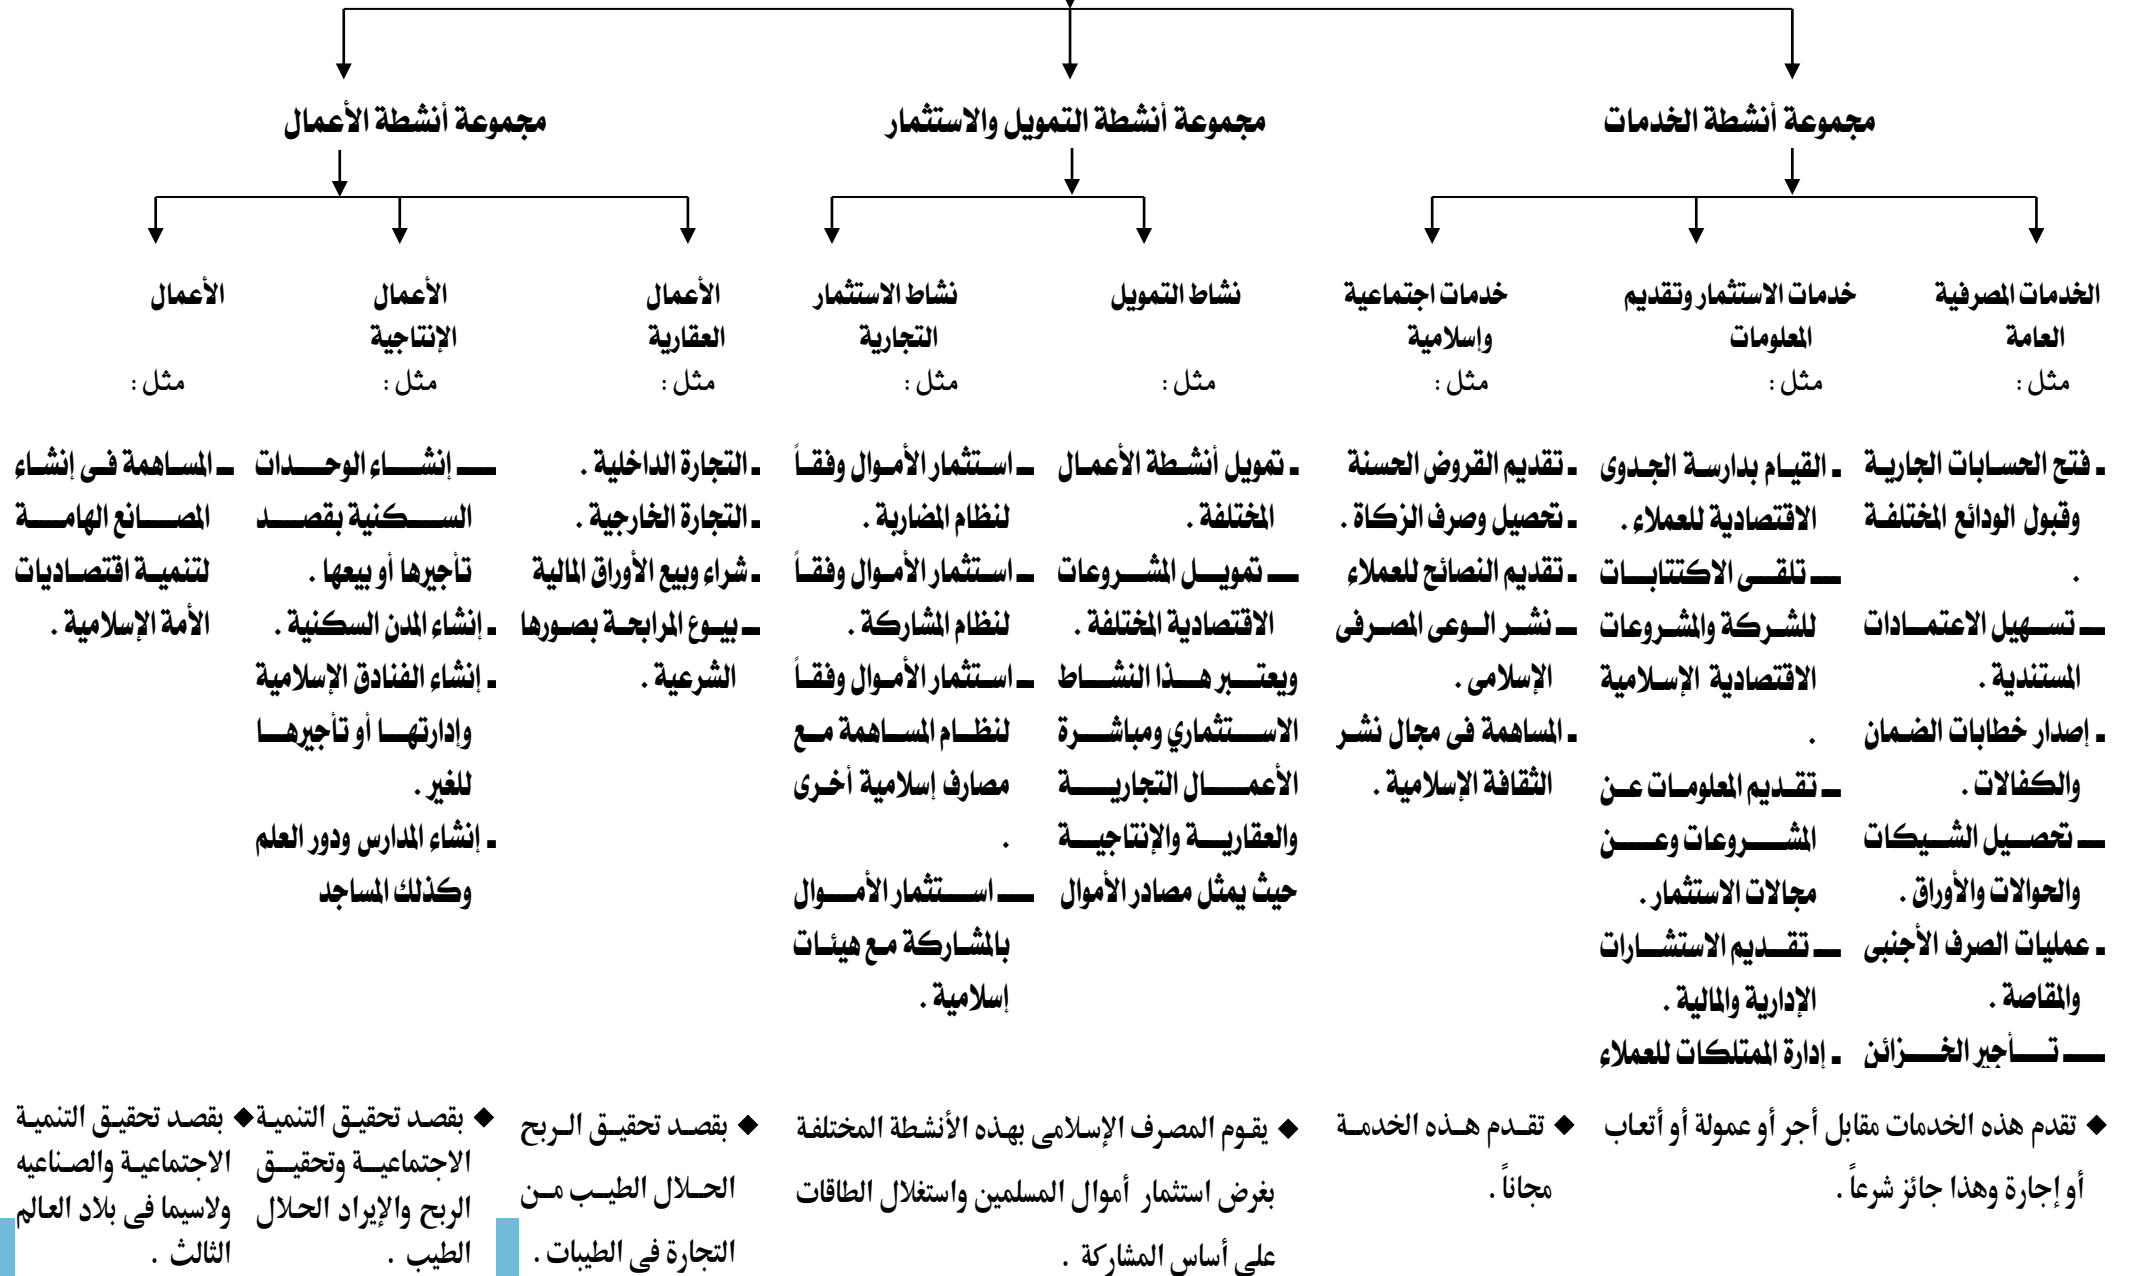 مجموعة أنشطة الخدمات
مجموعة أنشطة التمويل والاستثمار
مجموعة أنشطة الأعمال
الخدمات المصرفية
العامة
مثل :
ـ فتح الحسابات الجارية
وقبول الودائع المختلفة
.
ـ تسهيل الاعتمادات
المستندية .
ـ إصدار خطابات الضمان
والكفالات .
ـ تحصيل الشيكات
والحوالات والأوراق .
ـ عمليات الصرف الأجنبى
والمقاصة .
ـ تأجير الخزائن
خدمات الاستثمار وتقديم
المعلومات
مثل :
ـ القيام بدارسة الجدوى
الاقتصادية للعملاء .
ـ تلقى الاكتتابات
للشركة والمشروعات
الاقتصادية الإسلامية
.
ـ تقديم المعلومات عن
المشروعات وعن
مجالات الاستثمار .
ـ تقديم الاستشارات
الإدارية والمالية .
ـ إدارة الممتلكات للعملاء
خدمات اجتماعية
وإسلامية
مثل :
ـ تقديم القروض الحسنة
ـ تحصيل وصرف الزكاة .
ـ تقديم النصائح للعملاء
ـ نشر الوعى المصرفى
الإسلامى .
ـ المساهمة فى مجال نشر
الثقافة الإسلامية .
نشاط التمويل
مثل :
ـ تمويل أنشطة الأعمال
المختلفة .
ـ تمويل المشروعات
الاقتصادية المختلفة .
ويعتبر هذا النشاط
الاستثماري ومباشرة
الأعمال التجارية
والعقارية والإنتاجية
حيث يمثل مصادر الأموال
نشاط الاستثمار
التجارية
مثل :
ـ استثمار الأموال وفقاً
لنظام المضاربة .
ـ استثمار الأموال وفقاً
لنظام المشاركة .
ـ استثمار الأموال وفقاً
لنظام المساهمة مع
مصارف إسلامية أخرى
.
ـ استثمار الأموال
بالمشاركة مع هيئات
إسلامية .
الأعمال
العقارية
مثل :
ـ التجارة الداخلية .
ـ التجارة الخارجية .
ـ شراء وبيع الأوراق المالية
ـ بيوع المرابحة بصورها
الشرعية .
الأعمال
الإنتاجية
مثل :
ـ إنشاء الوحدات
السكنية بقصد
تأجيرها أو بيعها .
ـ إنشاء المدن السكنية .
ـ إنشاء الفنادق الإسلامية
وإدارتها أو تأجيرها
للغير .
ـ إنشاء المدارس ودور العلم
وكذلك المساجد
الأعمال
مثل :
ـ المساهمة فى إنشاء
المصانع الهامة
لتنمية اقتصاديات
الأمة الإسلامية .
◆ تقدم هذه الخدمات مقابل أجر أو عمولة أو أتعاب
أو إجارة وهذا جائز شرعاً .
◆ تقدم هذه الخدمة
مجاناً .
◆ يقوم المصرف الإسلامى بهذه الأنشطة المختلفة
بغرض استثمار أموال المسلمين واستغلال الطاقات
على أساس المشاركة .
◆ بقصد تحقيق الربح
الحلال الطيب من
التجارة فى الطيبات .
◆ بقصد تحقيق التنمية
الاجتماعية وتحقيق
الربح والإيراد الحلال
الطيب .
◆ بقصد تحقيق التنمية
الاجتماعية والصناعيه
ولاسيما فى بلاد العالم
الثالث .